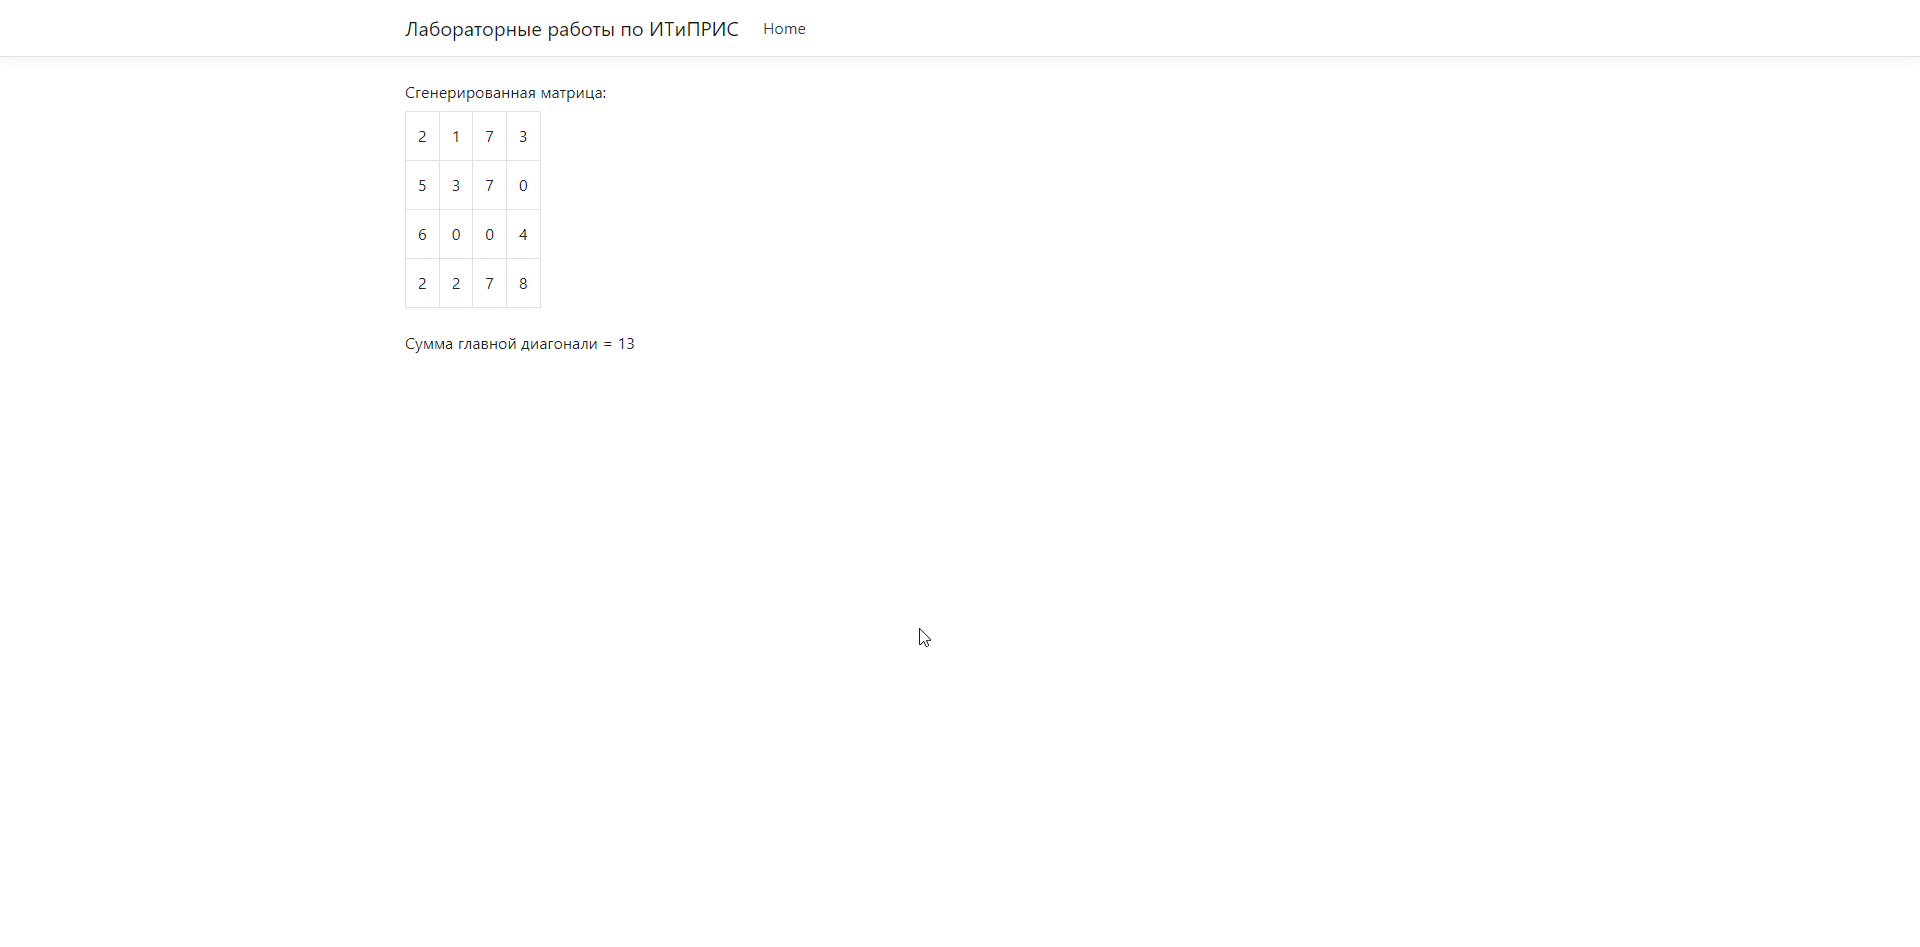 Лабораторные работы по ИТиПРИС Home
Сгенерированная матрица:
2 1 7 3
5 3 7 0
6 0 0 4
2 2 7 8
Сумма главной диагонали = 13